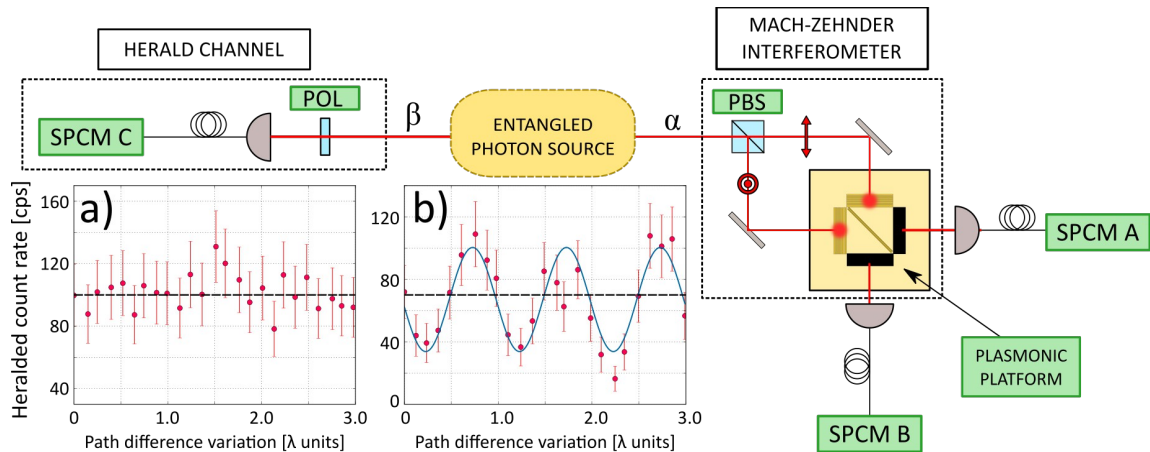 HERALD CHANNEL
MACH-ZEHNDER
INTERFEROMETER
SPCM C
POL
β
ENTANGLED
PHOTON SOURCE
α
PBS
SPCM A
SPCM B
PLASMONIC
PLATFORM
a)
Heralded count rate [cps]
160
120
80
40
0
1.0
2.0
3.0
Path difference variation [λ units]
b)
120
80
40
0
0
1.0
2.0
3.0
Path difference variation [λ units]